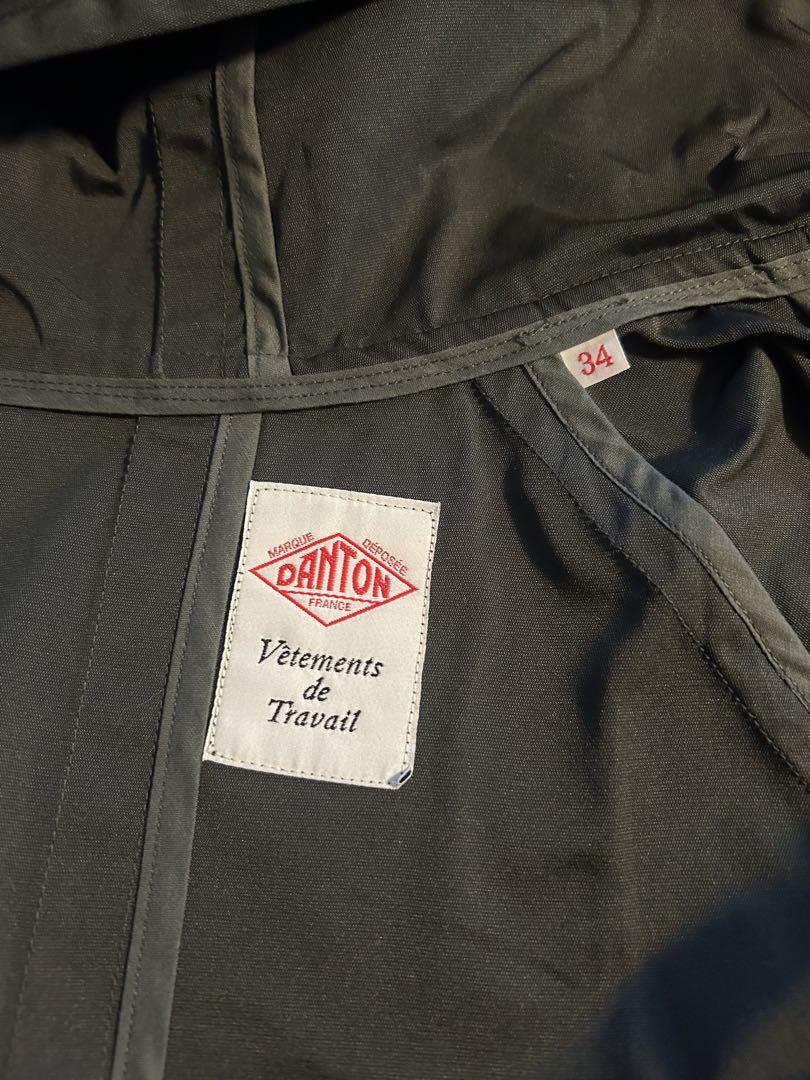 34
MARQUE DÉPOSÉE
DANTON
FRANCE
Vêtements
de
Travail